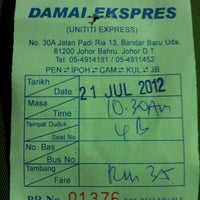 DAMAI EKSPRES
(UNITITI EXPRESS)
No. 30A Jalan Padi Ria 13, Bandar Baru Uda,
81200 Johor Bahru, Johor D.T.
Tel: 05-4914181 / 05-4911452
PEN IPOH CAM KUL JB
Tarikh
Date 21 JUL 2012
Masa
Time 10.30am
Tempat Duduk
Seat No 4B
No. Bas
Bus No.
Tambang
Fare RM 35
No. 01376